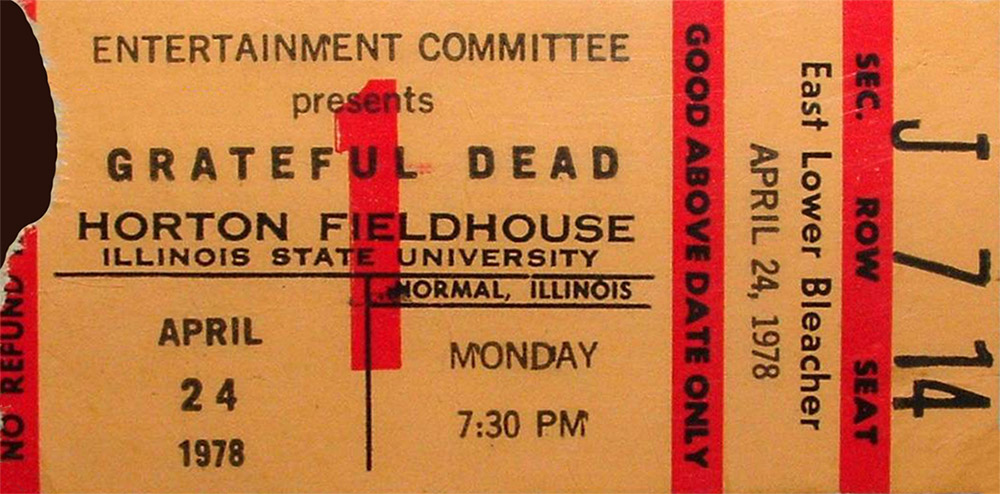 ENTERTAINMENT COMMITTEE
presents
GRATEFUL DEAD
HORTON FIELDHOUSE
ILLINOIS STATE UNIVERSITY
NORMAL, ILLINOIS
APRIL
24
1978
MONDAY
7:30 PM
1
NO REFUND
GOOD ABOVE DATE ONLY
APRIL 24, 1978
East Lower Bleacher
SEC. ROW SEAT
J 7 14